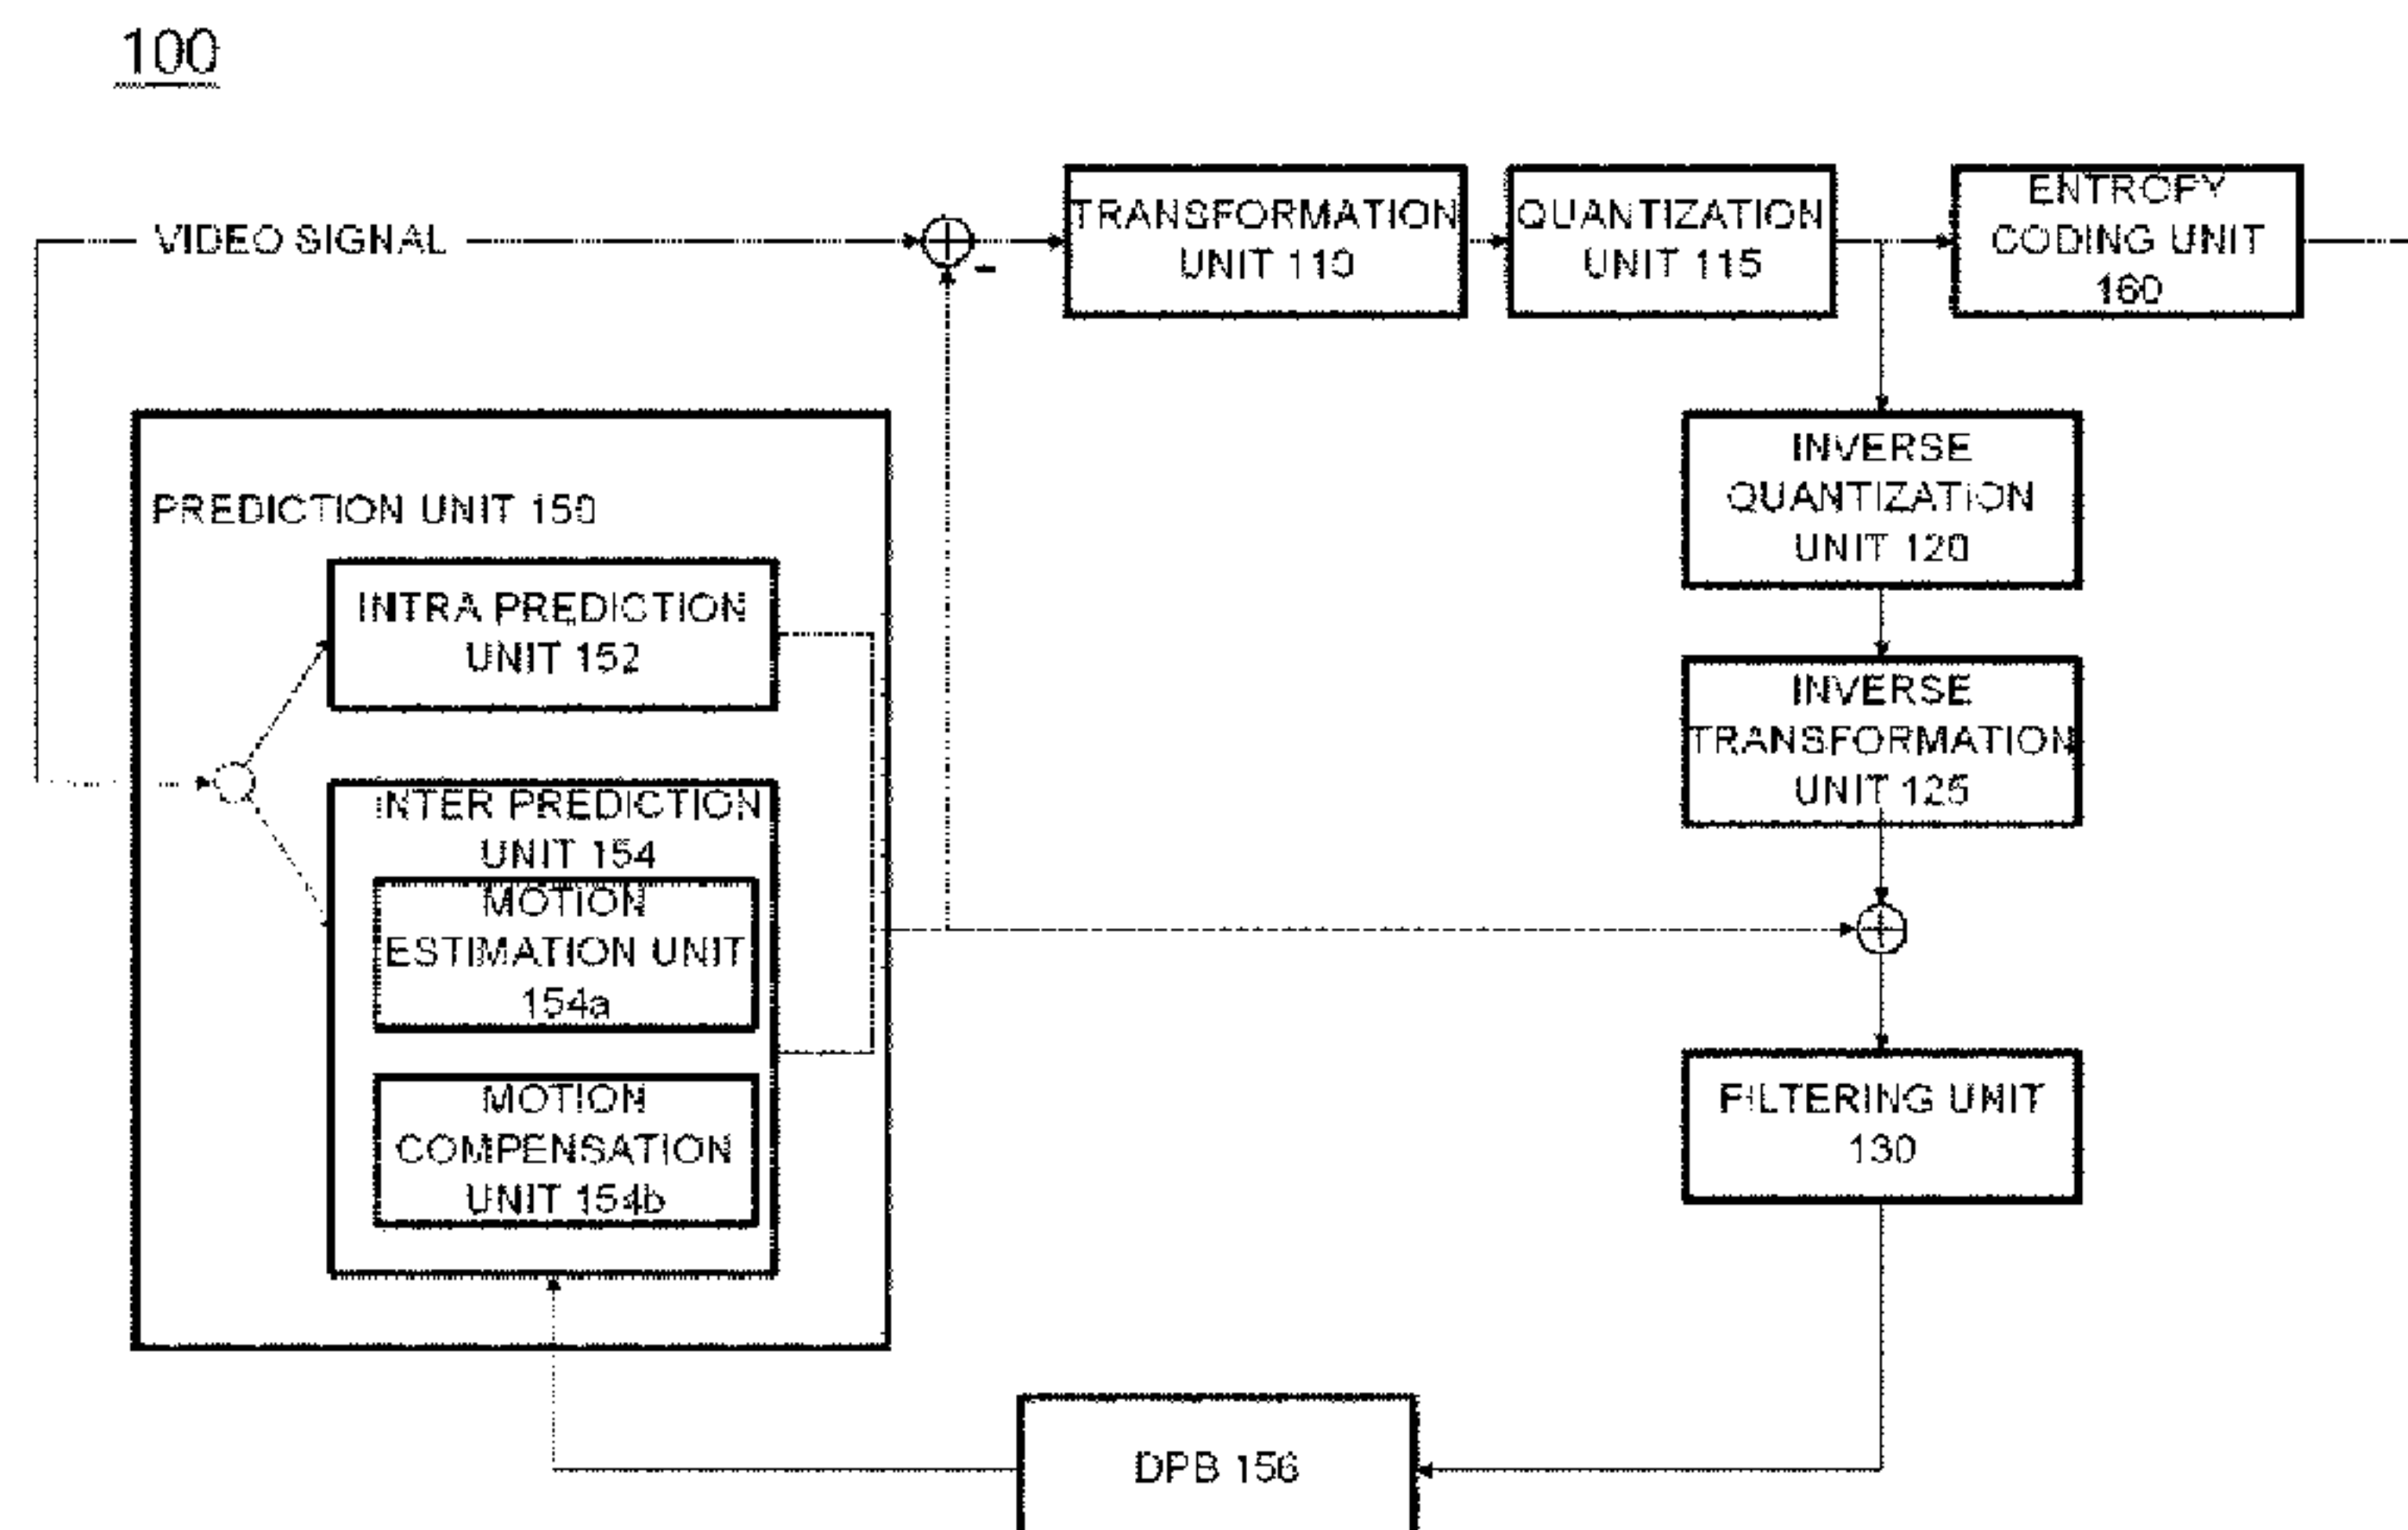 100
VIDEO SIGNAL
-
TRANSFORMATION
UNIT 110
QUANTIZATION
UNIT 115
ENTROPY
CODING UNIT
160
INVERSE
QUANTIZATION
UNIT 120
PREDICTION UNIT 150
INTRA PREDICTION
UNIT 152
INVERSE
TRANSFORMATION
UNIT 125
INTER PREDICTION
UNIT 154
MOTION
ESTIMATION UNIT
154a
MOTION
COMPENSATION
UNIT 154b
FILTERING UNIT
130
DPB 156